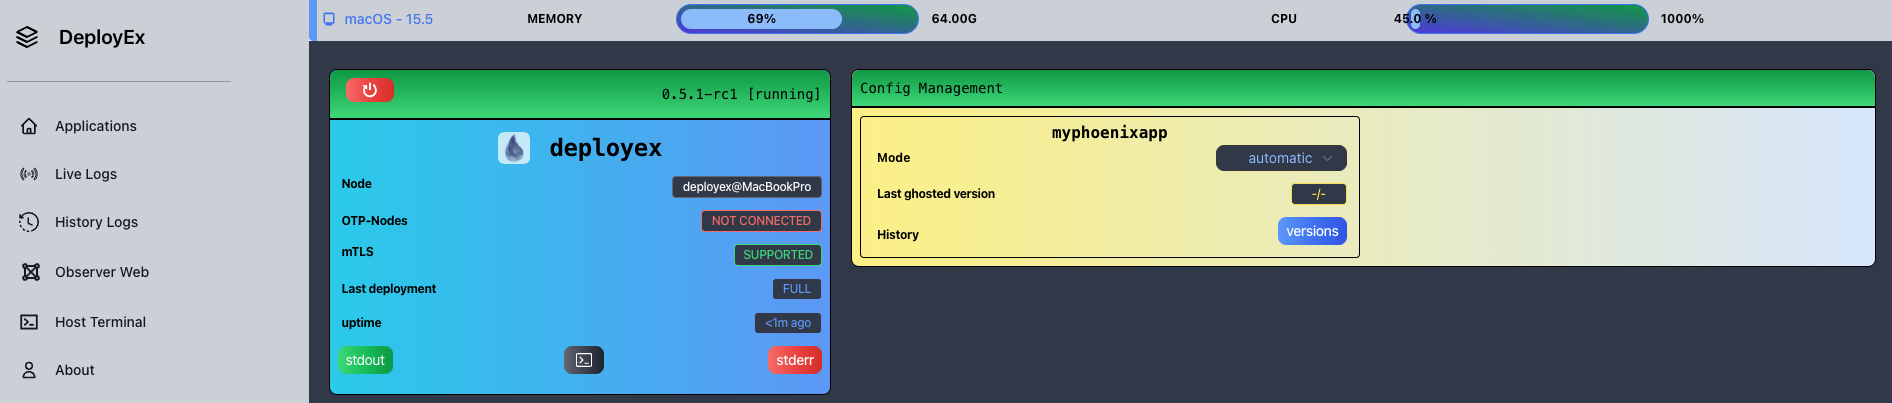 DeployEx
Applications
Live Logs
History Logs
Observer Web
Host Terminal
About
macOS - 15.5 MEMORY 69% 64.00G CPU 45.0 % 1000%
0.5.1-rc1 [running]
deployex
Node deployex@MacBookPro
OTP-Nodes NOT CONNECTED
mTLS SUPPORTED
Last deployment FULL
uptime <1m ago
stdout stderr
Config Management
myphoenixapp
Mode automatic
Last ghosted version -/-
History versions